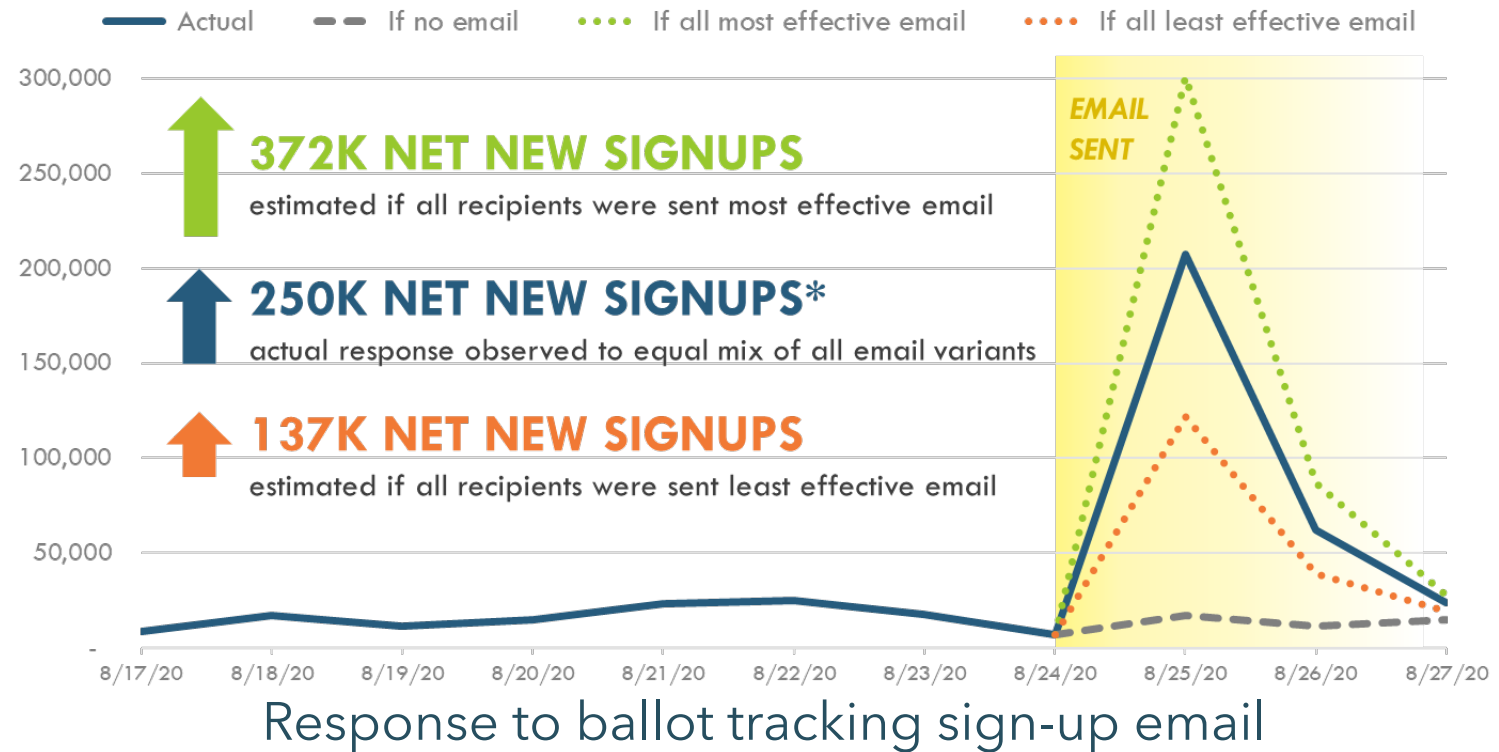 Actual If no email If all most effective email If all least effective email
300,000
EMAIL
SENT
372K NET NEW SIGNUPS
250,000
estimated if all recipients were sent most effective email
200,000
250K NET NEW SIGNUPS*
actual response observed to equal mix of all email variants
150,000
137K NET NEW SIGNUPS
100,000
estimated if all recipients were sent least effective email
50,000
-
8/17/20 8/18/20 8/19/20 8/20/20 8/21/20 8/22/20 8/23/20 8/24/20 8/25/20 8/26/20 8/27/20
Response to ballot tracking sign-up email